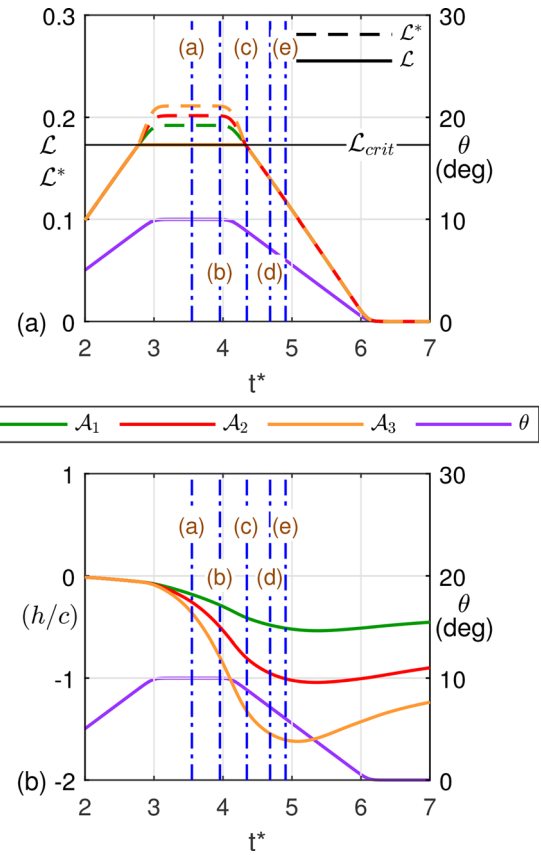 0.3
30
(a)
(c)
(e)
ℒ*
ℒ
0.2
20
ℒ
ℒ*
ℒcrit
θ
(deg)
0.1
10
(b)
(d)
(a)
0
0
2
3
4
5
6
7
t*
𝒜1
𝒜2
𝒜3
θ
1
30
(a)
(c)
(e)
(b)
(d)
0
20
(h/c)
θ
(deg)
-1
10
(b)
-2
0
2
3
4
5
6
7
t*